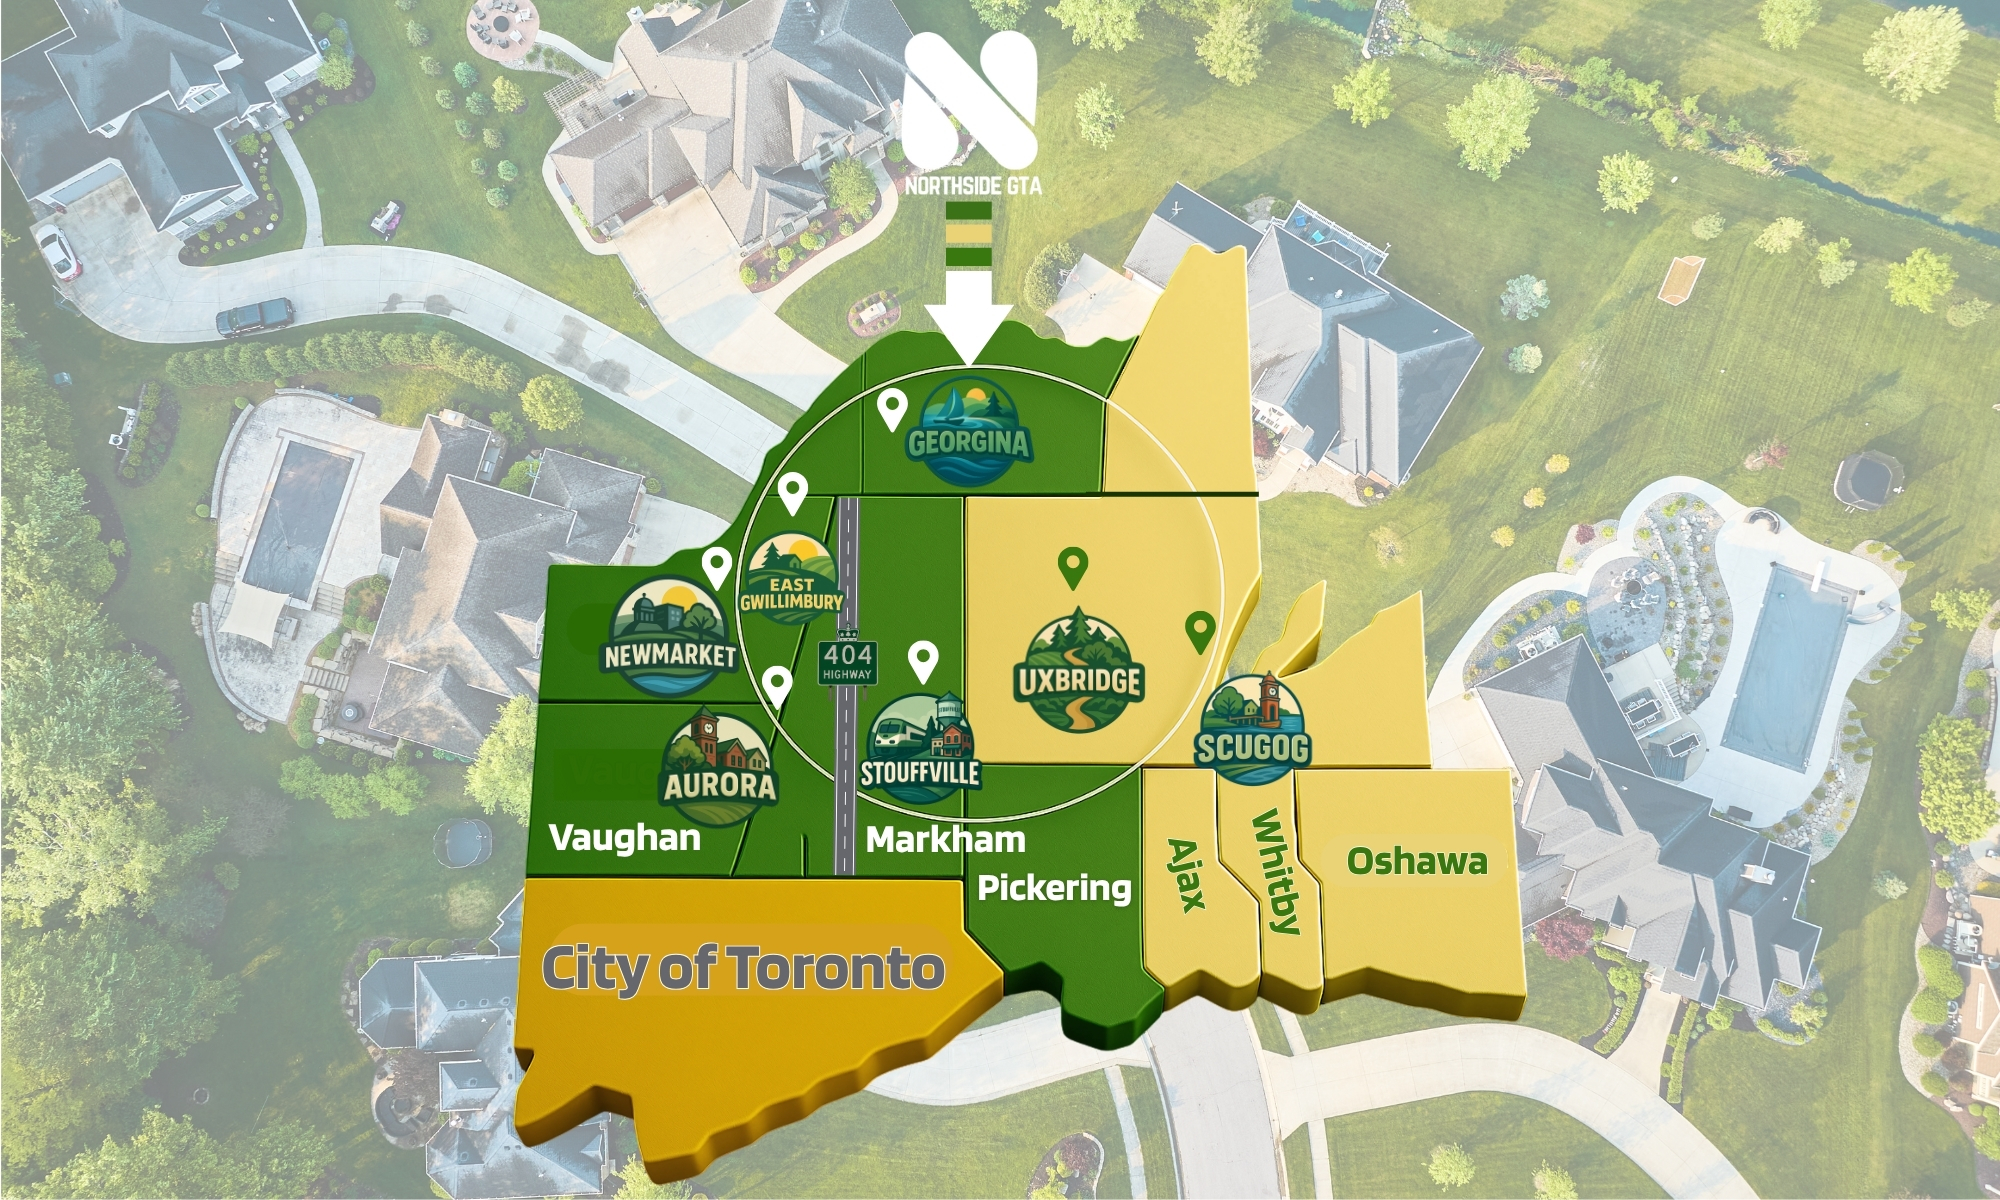 NORTHSIDE GTA
GEORGINA
EAST
GWILLIMBURY
NEWMARKET
404
HIGHWAY
UXBRIDGE
AURORA
STOUFFVILLE
SCUGOG
Vaughan
Markham
Pickering
Ajax
Whitby
Oshawa
City of Toronto